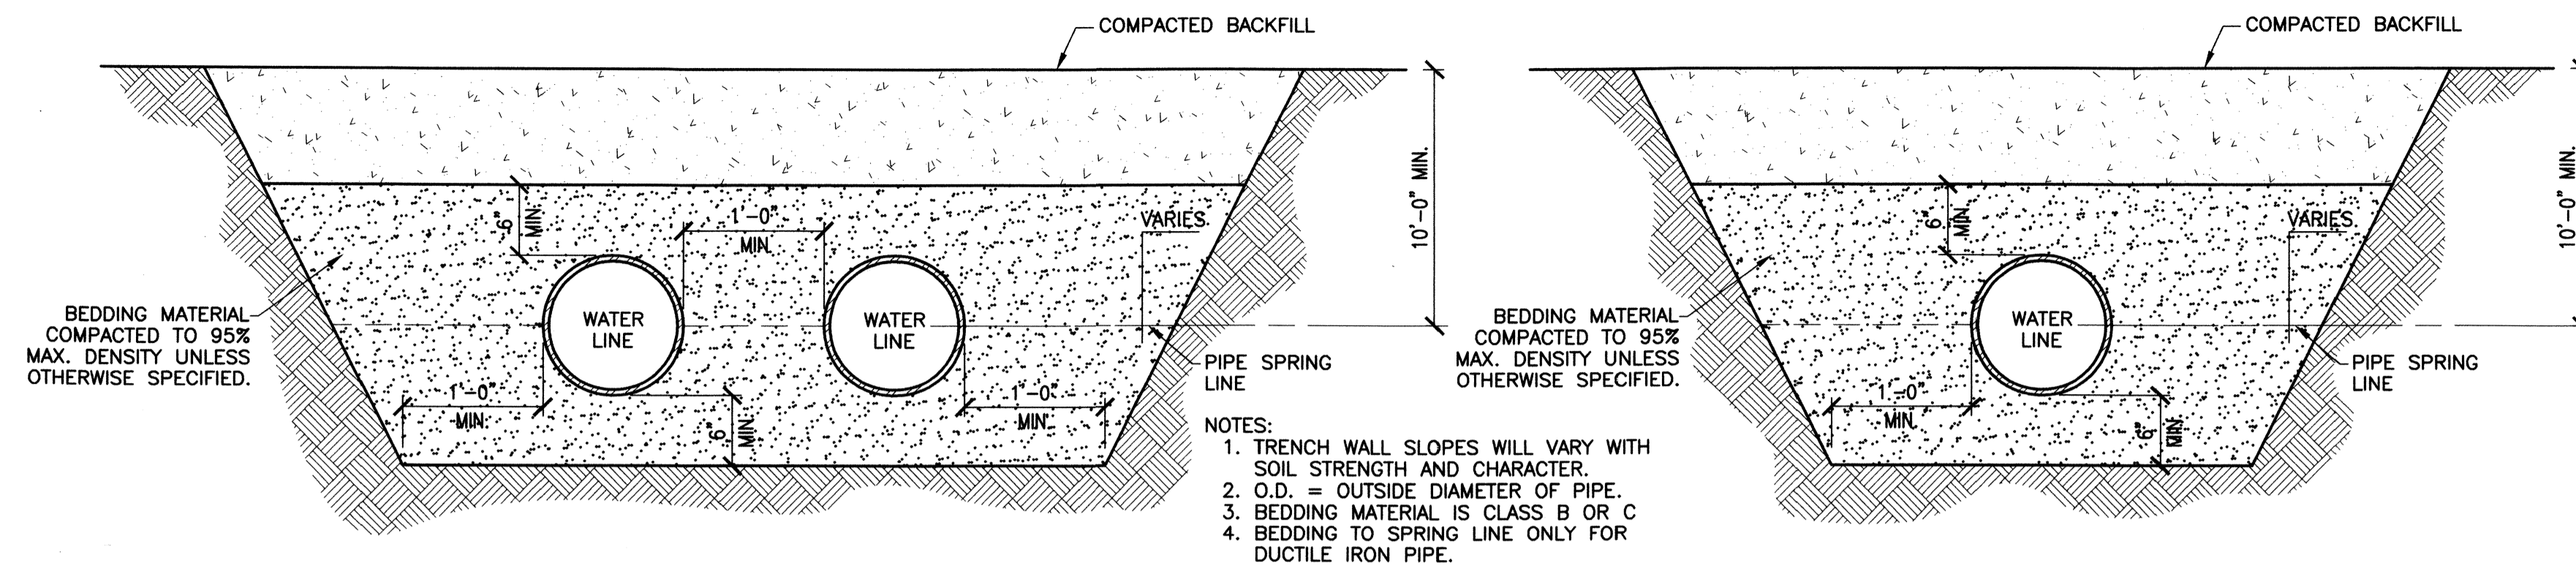 COMPACTED BACKFILL
6"
MIN.
1'-0"
MIN.
VARIES
10'-0" MIN.
BEDDING MATERIAL
COMPACTED TO 95%
MAX. DENSITY UNLESS
OTHERWISE SPECIFIED.
WATER
LINE
WATER
LINE
PIPE SPRING
LINE
1'-0"
MIN.
6"
MIN.
1'-0"
MIN.
NOTES:
1. TRENCH WALL SLOPES WILL VARY WITH
SOIL STRENGTH AND CHARACTER.
2. O.D. = OUTSIDE DIAMETER OF PIPE.
3. BEDDING MATERIAL IS CLASS B OR C
4. BEDDING TO SPRING LINE ONLY FOR
DUCTILE IRON PIPE.
COMPACTED BACKFILL
6"
MIN.
VARIES
10'-0" MIN.
BEDDING MATERIAL
COMPACTED TO 95%
MAX. DENSITY UNLESS
OTHERWISE SPECIFIED.
WATER
LINE
PIPE SPRING
LINE
1'-0"
MIN.
6"
MIN.